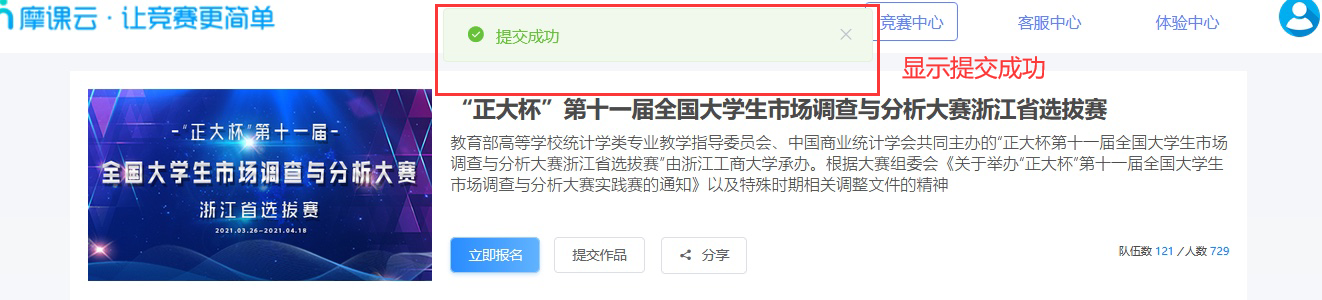 摩课云·让竞赛更简单
提交成功
竞赛中心
客服中心
体验中心
显示提交成功
“正大杯”第十一届全国大学生市场调查与分析大赛浙江省选拔赛
教育部高等学校统计学类专业教学指导委员会、中国商业统计学会共同主办的“正大杯第十一届全国大学生市场
调查与分析大赛浙江省选拔赛”由浙江工商大学承办。根据大赛组委会《关于举办“正大杯”第十一届全国大学生
市场调查与分析大赛实践赛的通知》以及特殊时期相关调整文件的精神
-“正大杯”第十一届-
全国大学生市场调查与分析大赛
浙江省选拔赛
2021.03.26-2021.04.18
立即报名
提交作品
分享
队伍数 121 /人数 729